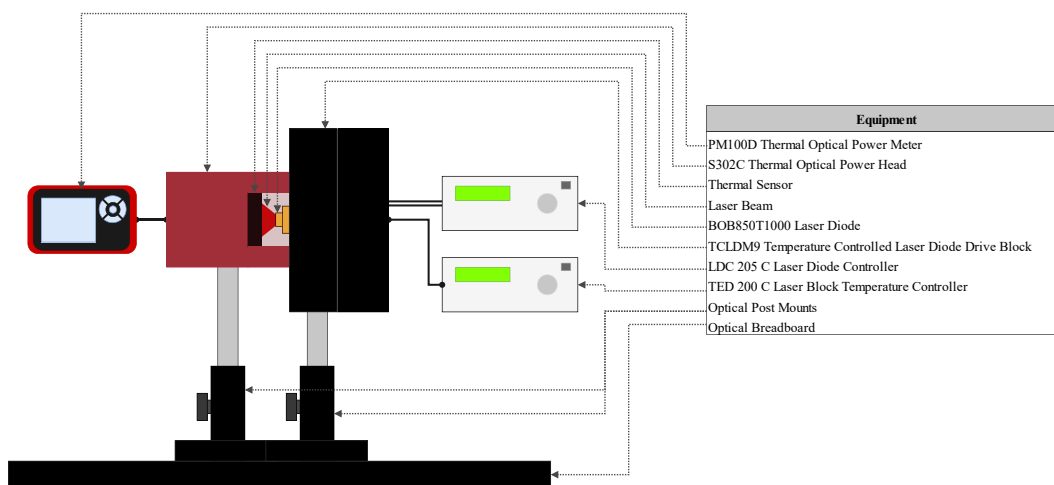 Equipment
PM100D Thermal Optical Power Meter
S302C Thermal Optical Power Head
Thermal Sensor
Laser Beam
BOB850T1000 Laser Diode
TCLDM9 Temperature Controlled Laser Diode Drive Block
LDC 205 C Laser Diode Controller
TED 200 C Laser Block Temperature Controller
Optical Post Mounts
Optical Breadboard